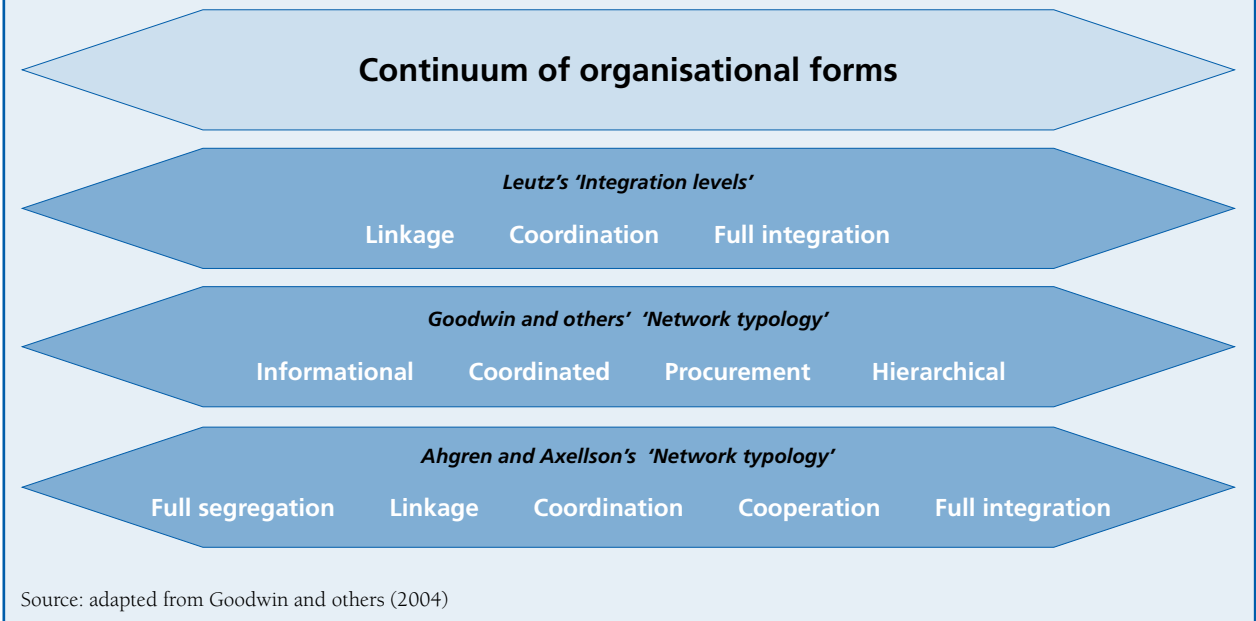 Continuum of organisational forms
Leutz's ‘Integration levels’
Linkage Coordination Full integration
Goodwin and others’ ‘Network typology’
Informational Coordinated Procurement Hierarchical
Ahgren and Axellson's ‘Network typology’
Full segregation Linkage Coordination Cooperation Full integration
Source: adapted from Goodwin and others (2004)